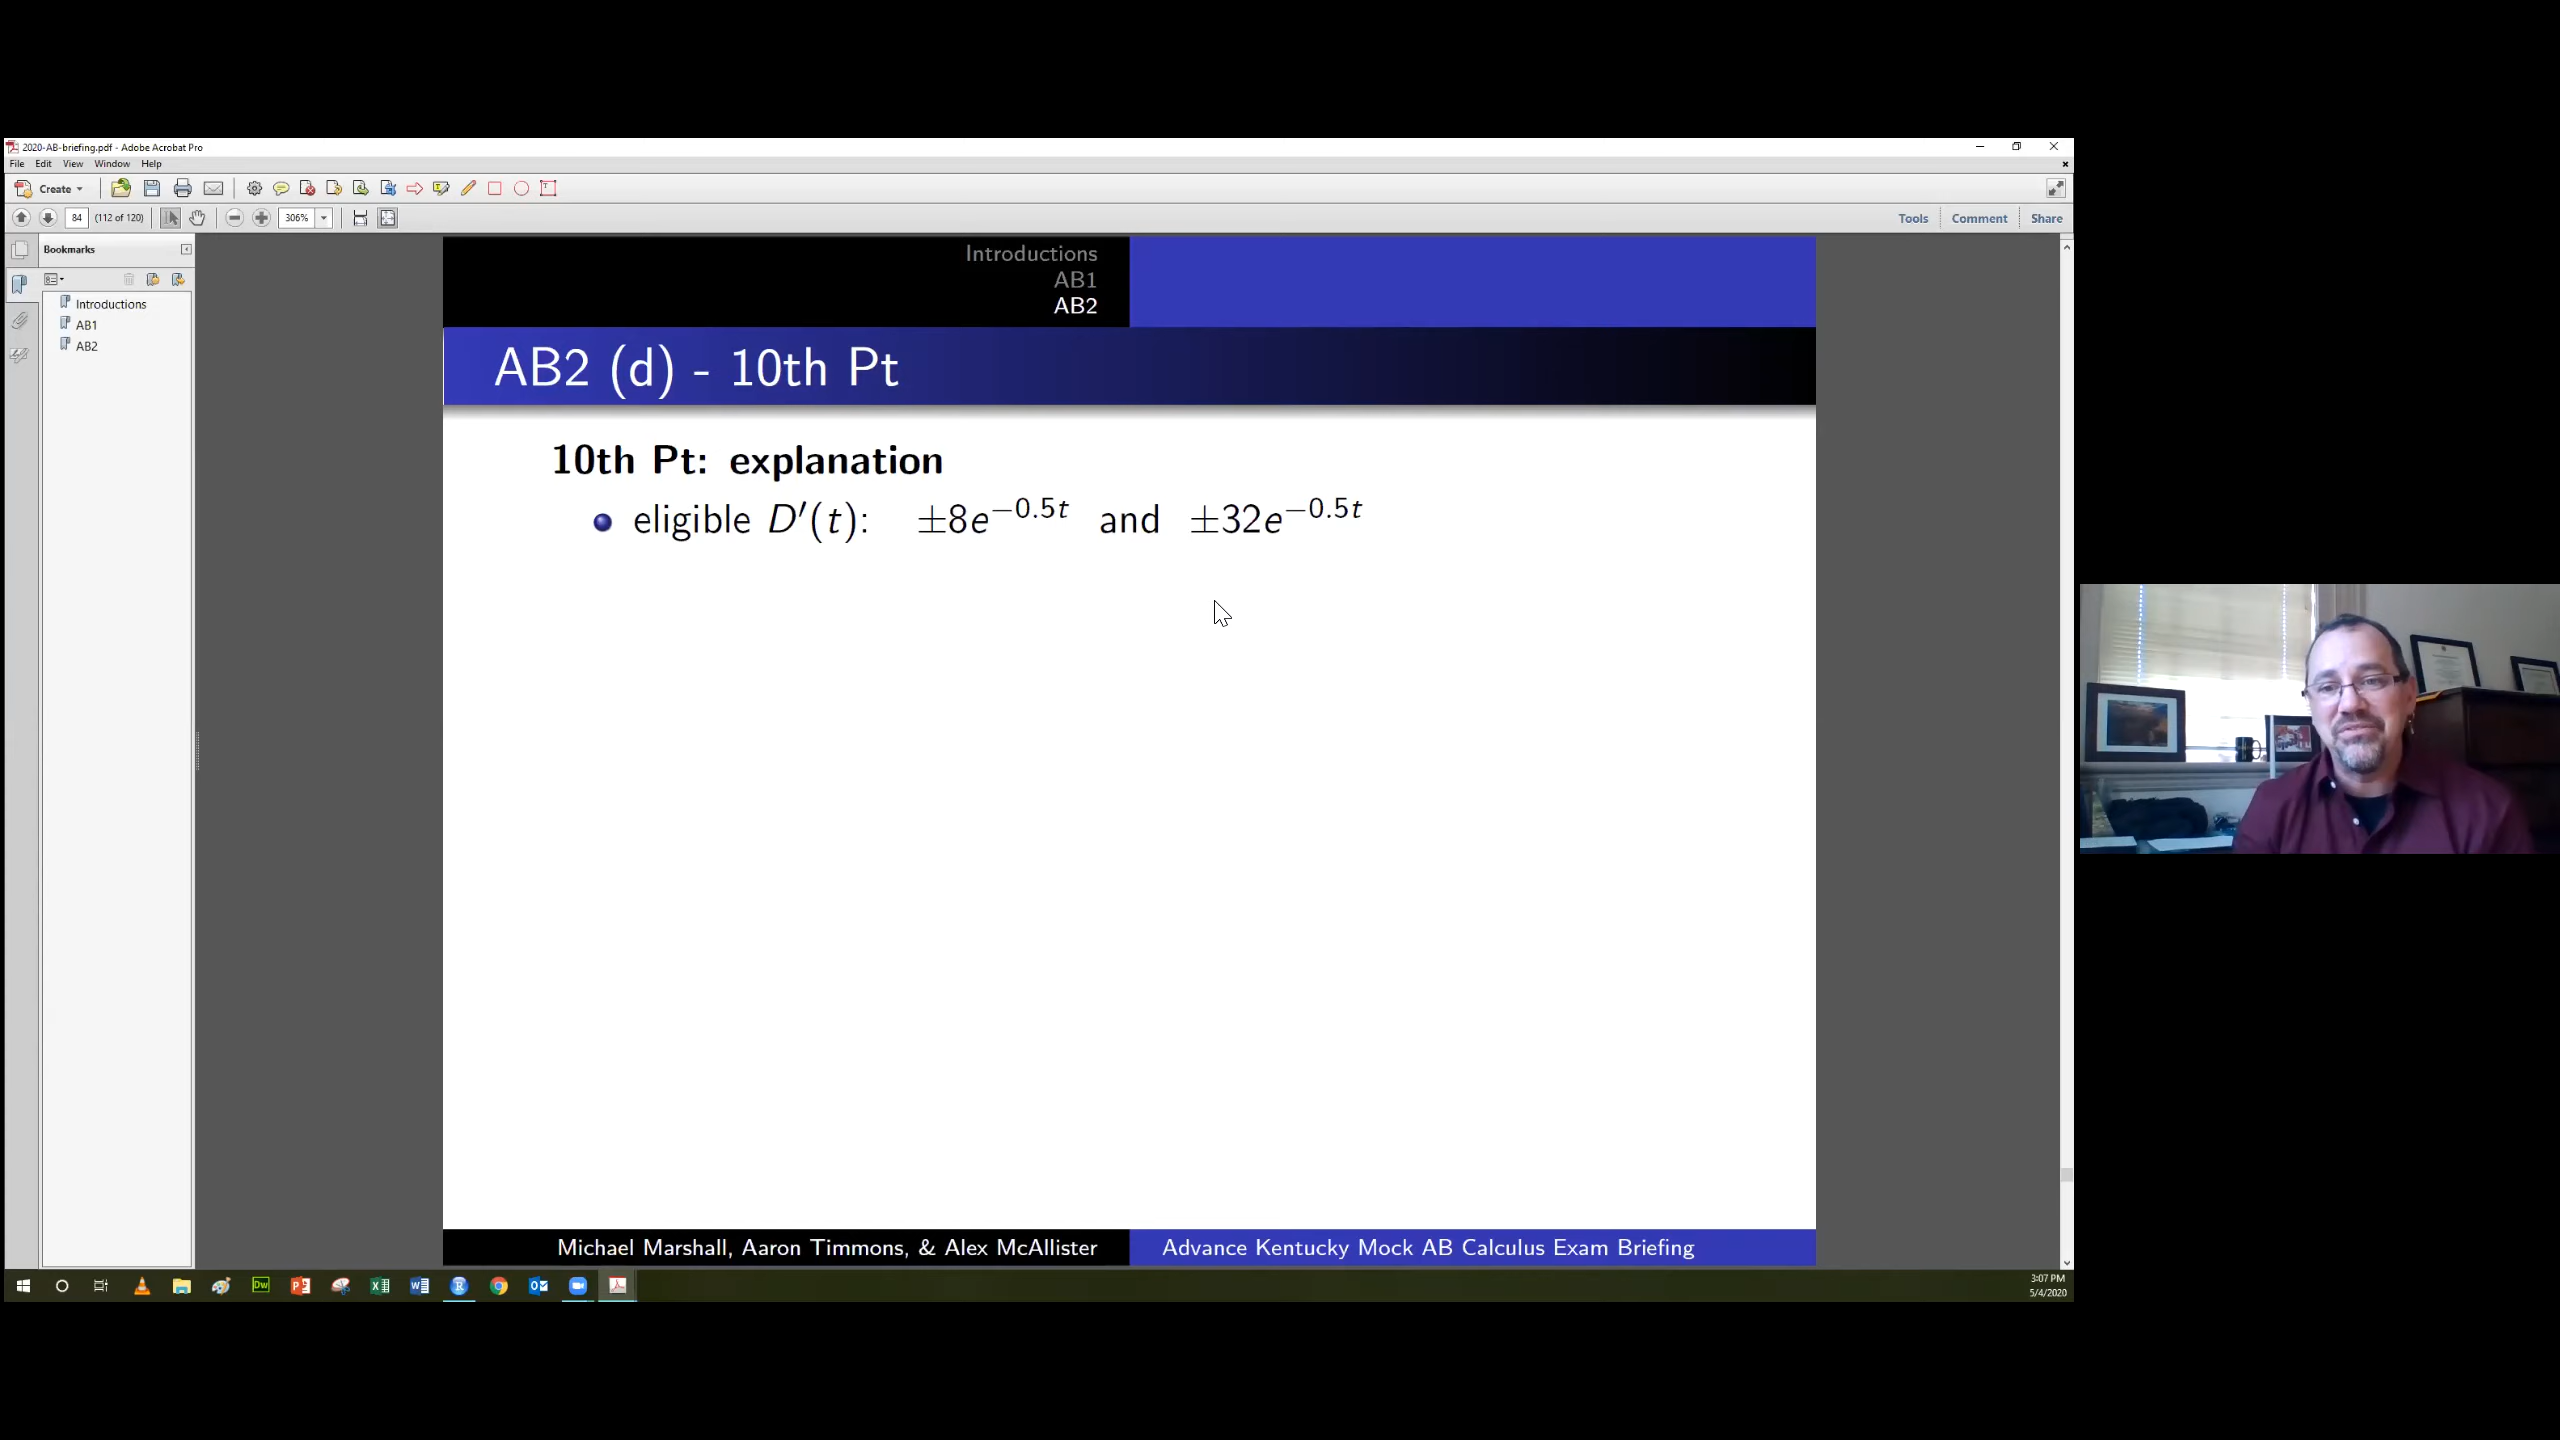 2020-AB-briefing.pdf - Adobe Acrobat Pro
File Edit View Window Help
Create
84 (112 of 120) 306% Tools Comment Share
Bookmarks
Introductions
AB1
AB2
Introductions
AB1
AB2
AB2 (d) - 10th Pt
10th Pt: explanation
eligible D′(t): ±8e^{−0.5t} and ±32e^{−0.5t}
Michael Marshall, Aaron Timmons, & Alex McAllister Advance Kentucky Mock AB Calculus Exam Briefing
3:07 PM
5/4/2020